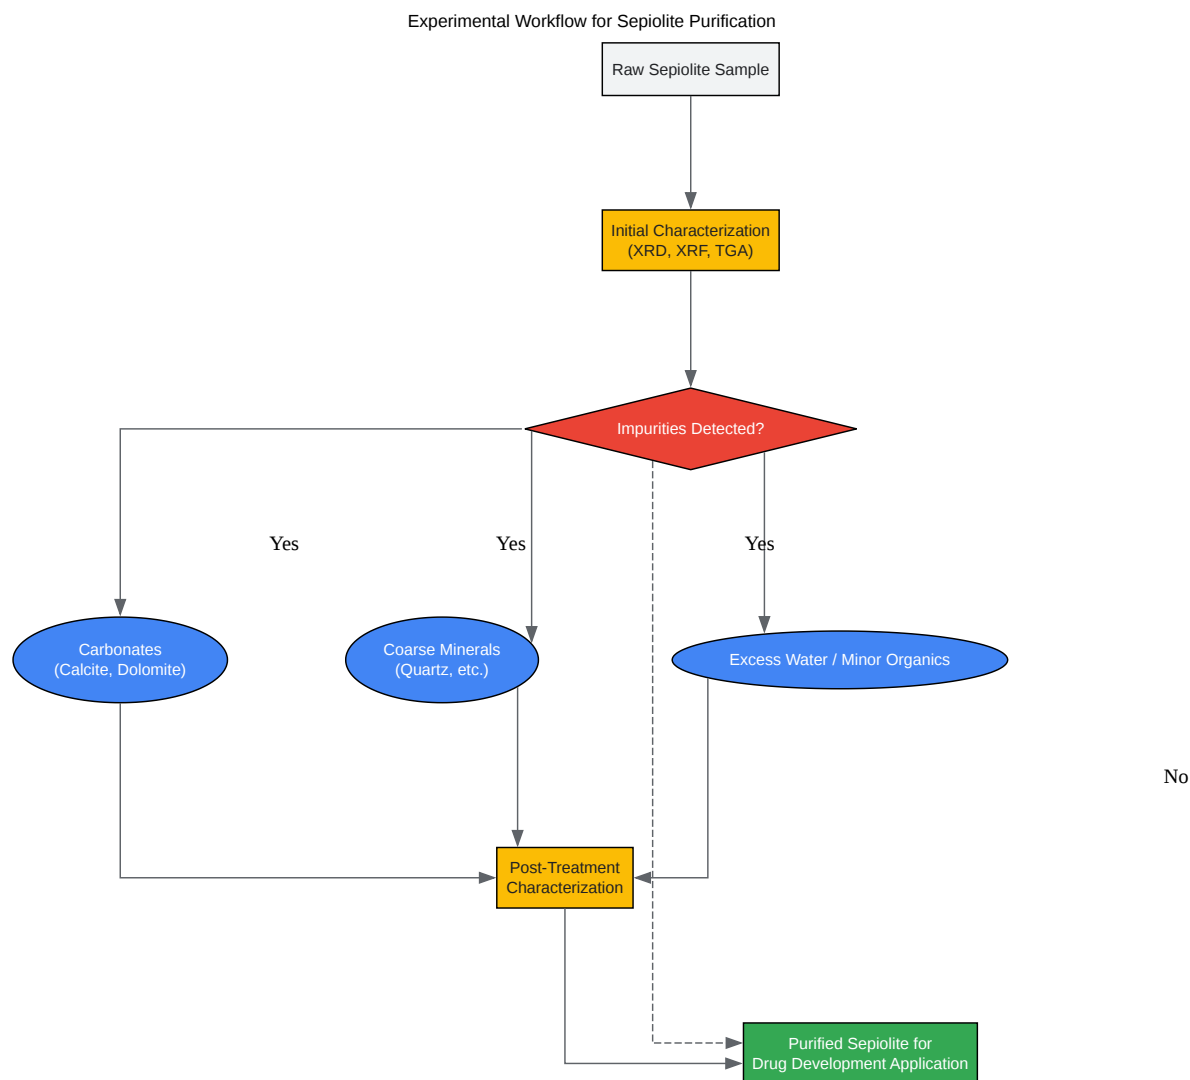 Experimental Workflow for Sepiolite Purification
Raw Sepiolite Sample
Initial Characterization
(XRD, XRF, TGA)
Impurities Detected?
Yes
Yes
Yes
Carbonates
(Calcite, Dolomite)
Coarse Minerals
(Quartz, etc.)
Excess Water / Minor Organics
No
Post-Treatment
Characterization
Purified Sepiolite for
Drug Development Application